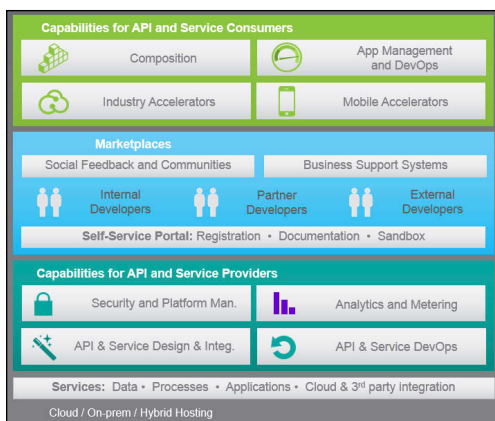 Capabilities for API and Service Consumers
Composition
App Management
and DevOps
Industry Accelerators
Mobile Accelerators
Marketplaces
Social Feedback and Communities
Business Support Systems
Internal
Developers
Partner
Developers
External
Developers
Self-Service Portal: Registration • Documentation • Sandbox
Capabilities for API and Service Providers
Security and Platform Man.
Analytics and Metering
API & Service Design & Integ.
API & Service DevOps
Services: Data • Processes • Applications • Cloud & 3rd party integration
Cloud / On-prem / Hybrid Hosting